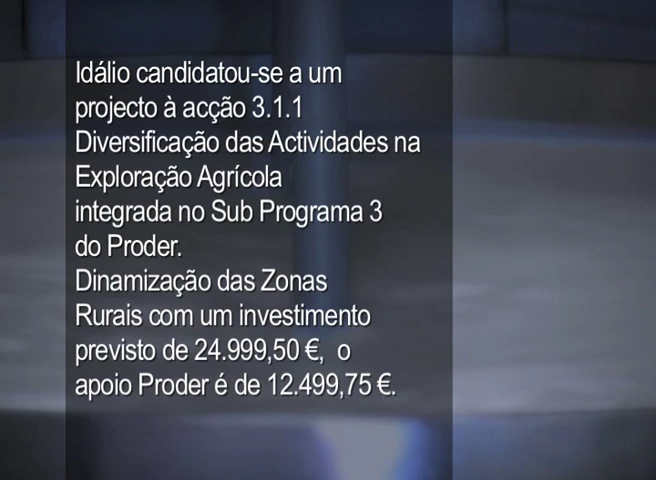 Idálio candidatou-se a um
projecto à acção 3.1.1
Diversificação das Actividades na
Exploração Agrícola
integrada no Sub Programa 3
do Proder.
Dinamização das Zonas
Rurais com um investimento
previsto de 24.999,50 €, o
apoio Proder é de 12.499,75 €.